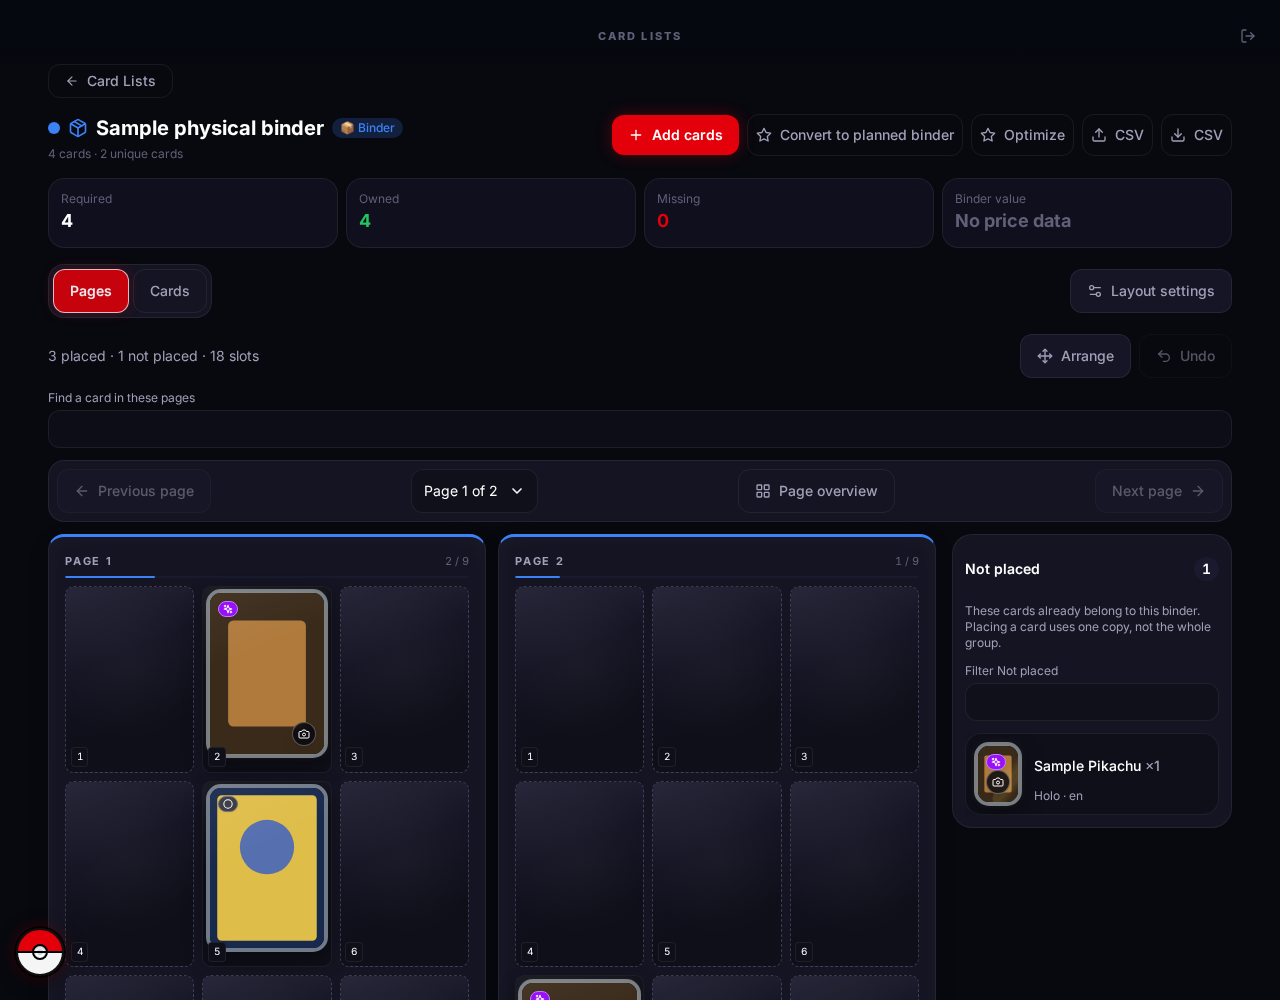 CARD LISTS
Card Lists
Sample physical binder
Binder
4 cards · 2 unique cards
Add cards
Convert to planned binder
Optimize
CSV
CSV
Required
4
Owned
4
Missing
0
Binder value
No price data
Pages
Cards
Layout settings
3 placed · 1 not placed · 18 slots
Arrange
Undo
Find a card in these pages
Previous page
Page 1 of 2
Page overview
Next page
PAGE 1
2 / 9
1
2
3
4
5
6
PAGE 2
1 / 9
1
2
3
4
5
6
Not placed
1
These cards already belong to this binder.
Placing a card uses one copy, not the whole
group.
Filter Not placed
Sample Pikachu ×1
Holo · en